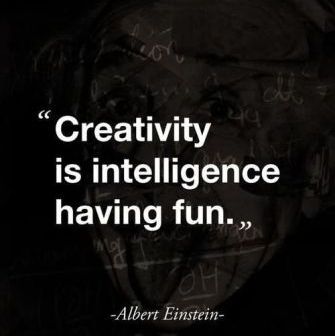 “ Creativity
is intelligence
having fun. „
-Albert Einstein-